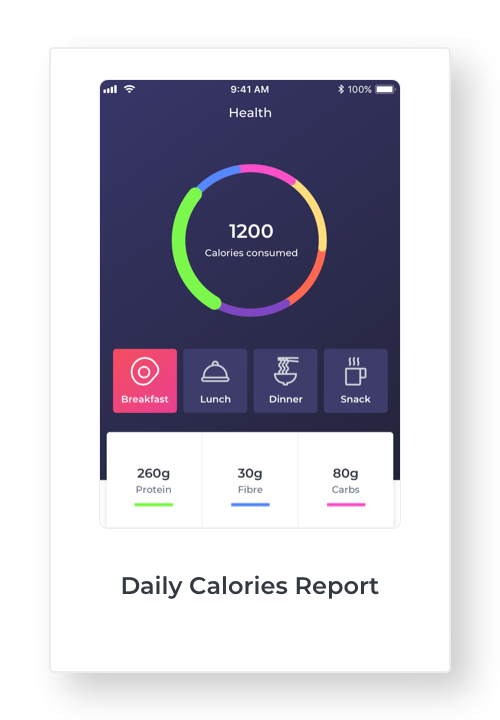 9:41 AM
100%
Health
1200
Calories consumed
Breakfast
Lunch
Dinner
Snack
260g
Protein
30g
Fibre
80g
Carbs
Daily Calories Report